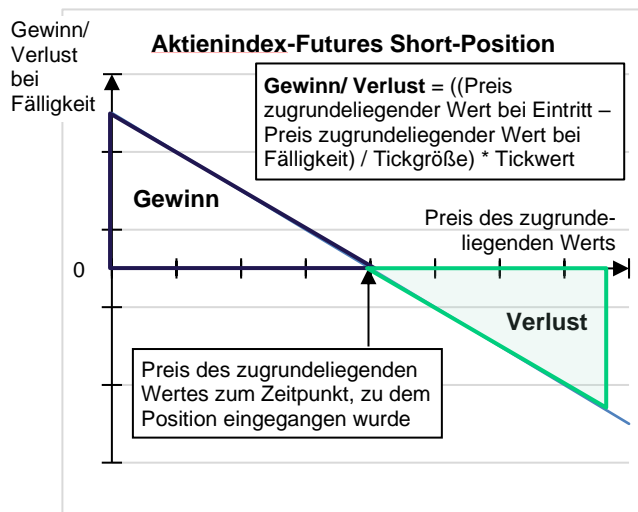 Gewinn/
Verlust
bei
Fälligkeit
Aktienindex-Futures Short-Position
Gewinn/ Verlust = ((Preis
zugrundeliegender Wert bei Eintritt –
Preis zugrundeliegender Wert bei
Fälligkeit) / Tickgröße) * Tickwert
Gewinn
Preis des zugrunde-
liegenden Werts
0
Verlust
Preis des zugrundeliegenden
Wertes zum Zeitpunkt, zu dem
Position eingegangen wurde